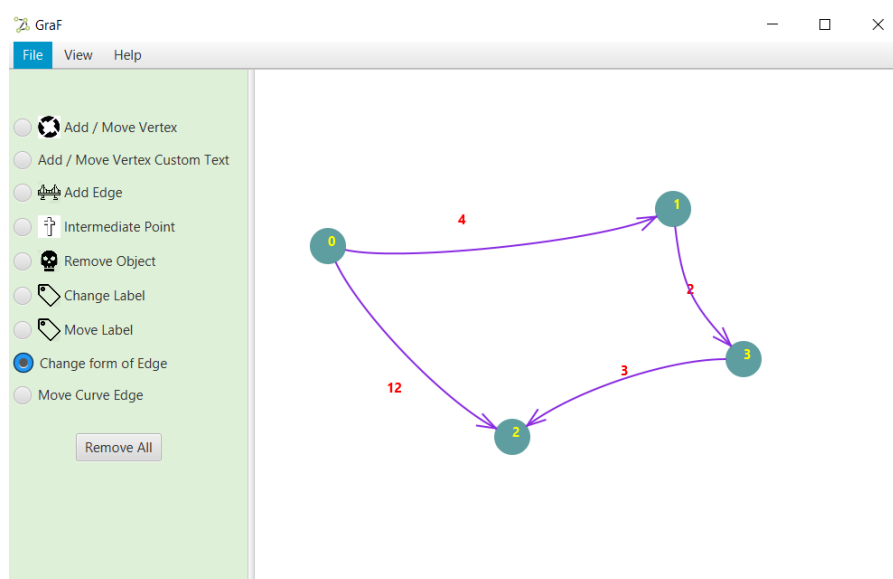 GraF
File View Help
Add / Move Vertex
Add / Move Vertex Custom Text
Add Edge
Intermediate Point
Remove Object
Change Label
Move Label
Change form of Edge
Move Curve Edge
Remove All
4
1
0
2
3
3
12
2